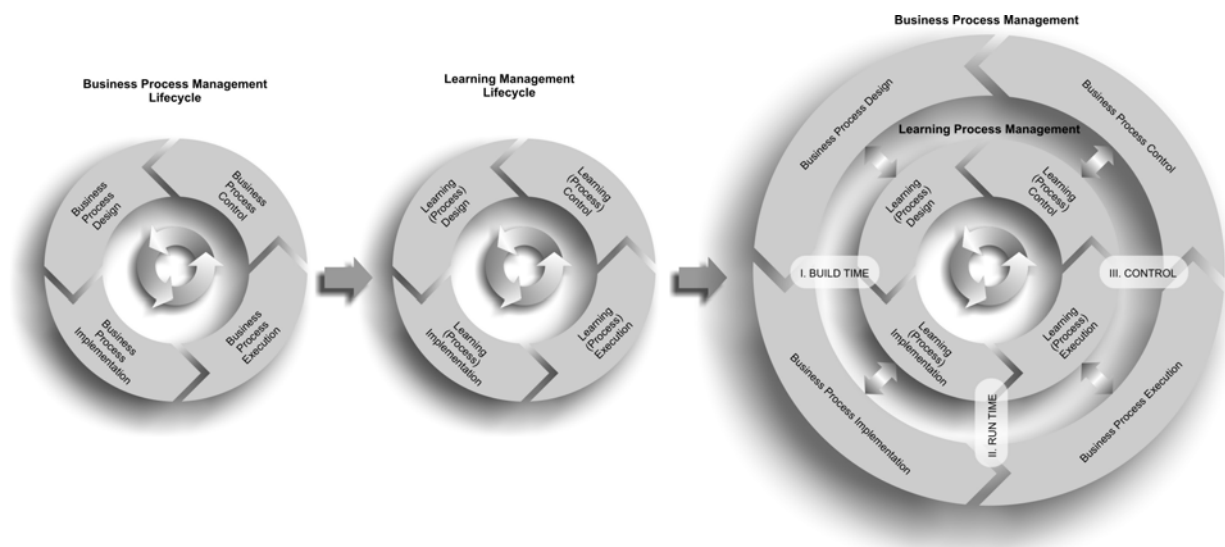 Business Process Management
Lifecycle
Business
Process
Design
Business
Process
Control
Business
Process
Implementation
Business
Process
Execution
Learning Management
Lifecycle
Learning
(Process)
Design
Learning
(Process)
Control
Learning
(Process)
Implementation
Learning
(Process)
Execution
Business Process Management
Business Process Design
Business Process Control
Learning Process Management
Learning
(Process)
Design
Learning
(Process)
Control
I. BUILD TIME
III. CONTROL
Learning
(Process)
Implementation
Learning
(Process)
Execution
II. RUN TIME
Business Process Implementation
Business Process Execution